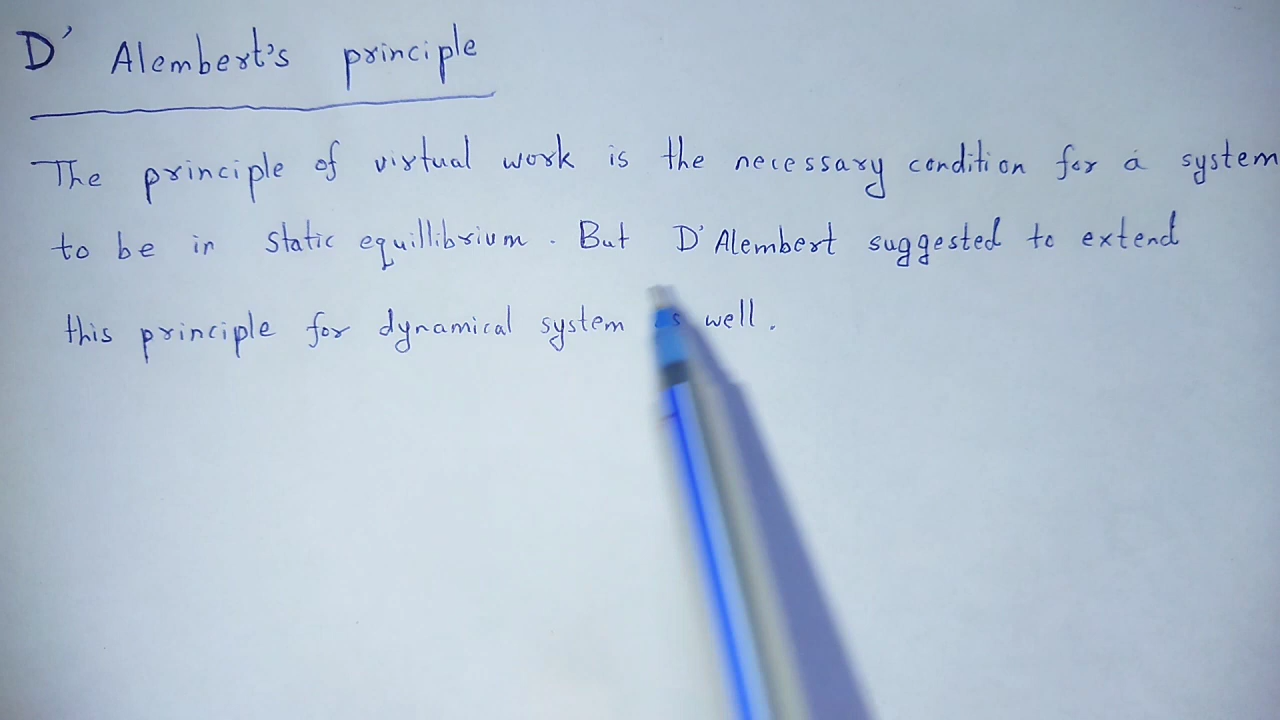 D' Alembert's principle
The principle of virtual work is the necessary condition for a system
to be in static equillibrium. But D'Alembert suggested to extend
this principle for dynamical system as well.